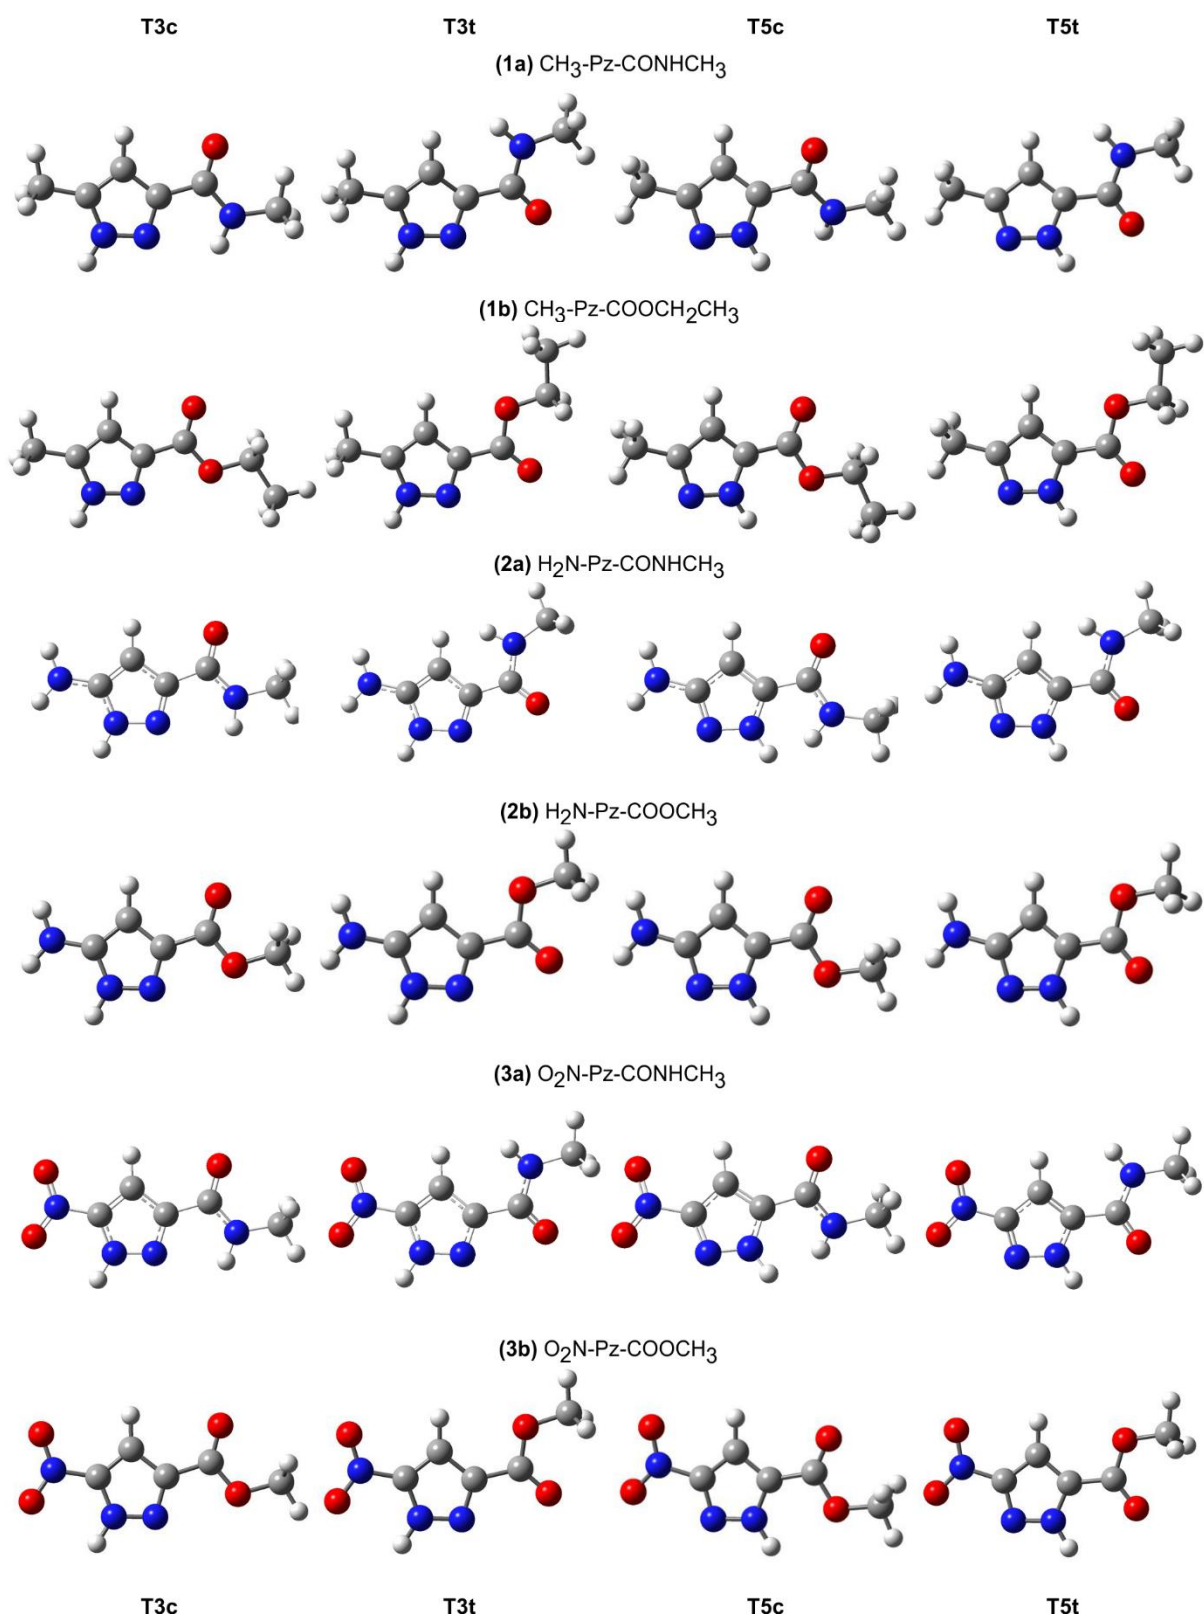 T3c T3t T5c T5t
(1a) CH3-Pz-CONHCH3
(1b) CH3-Pz-COOCH2CH3
(2a) H2N-Pz-CONHCH3
(2b) H2N-Pz-COOCH3
(3a) O2N-Pz-CONHCH3
(3b) O2N-Pz-COOCH3
T3c T3t T5c T5t